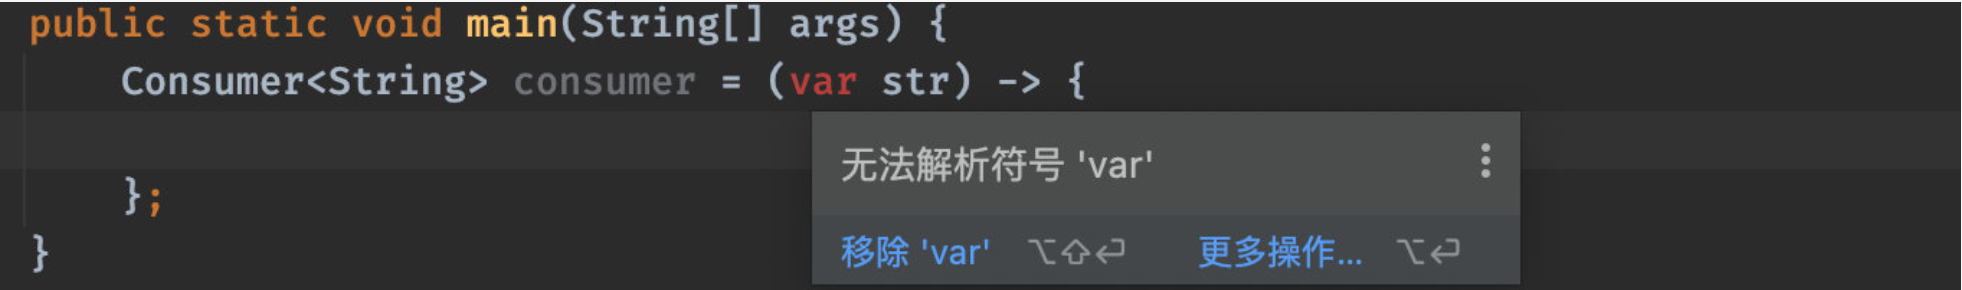 public static void main(String[] args) {
    Consumer<String> consumer = (var str) -> {
无法解析符号 'var'
    };
移除 'var' ⌥⇧⏎ 更多操作... ⌥⏎
}